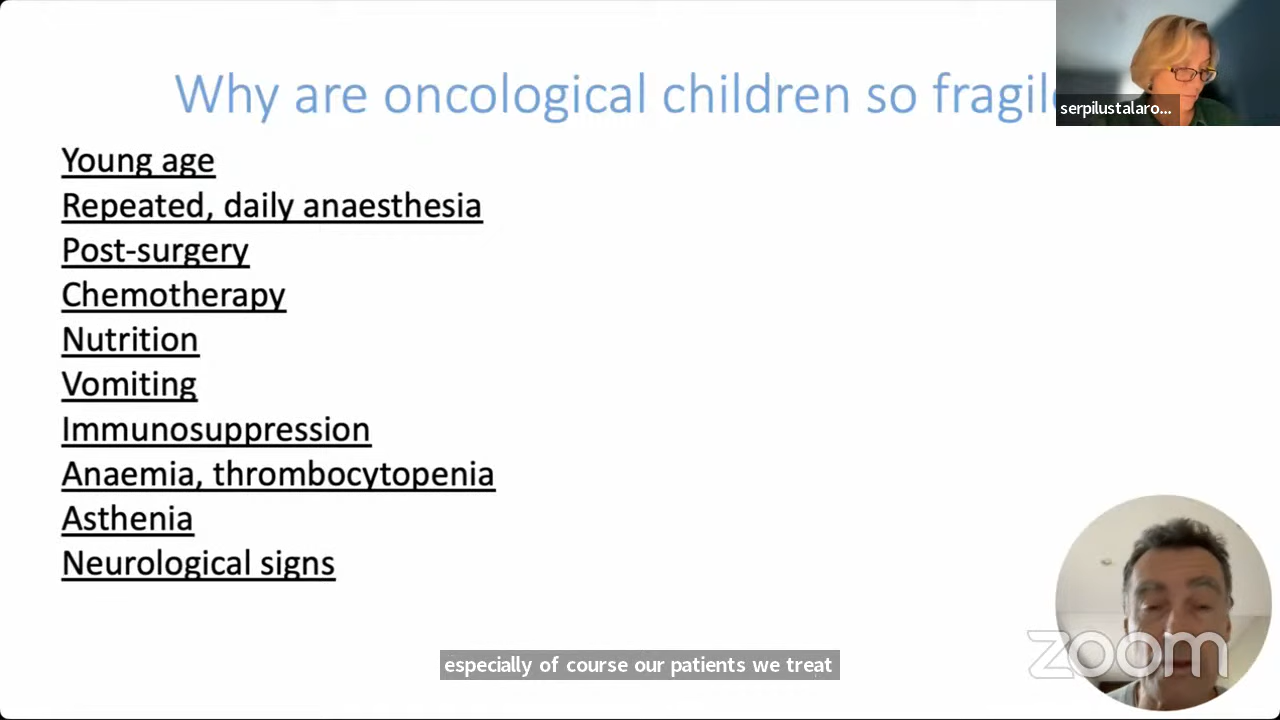 Why are oncological children so fragile
serpilustalaro...
Young age
Repeated, daily anaesthesia
Post-surgery
Chemotherapy
Nutrition
Vomiting
Immunosuppression
Anaemia, thrombocytopenia
Asthenia
Neurological signs
especially of course our patients we treat
zoom